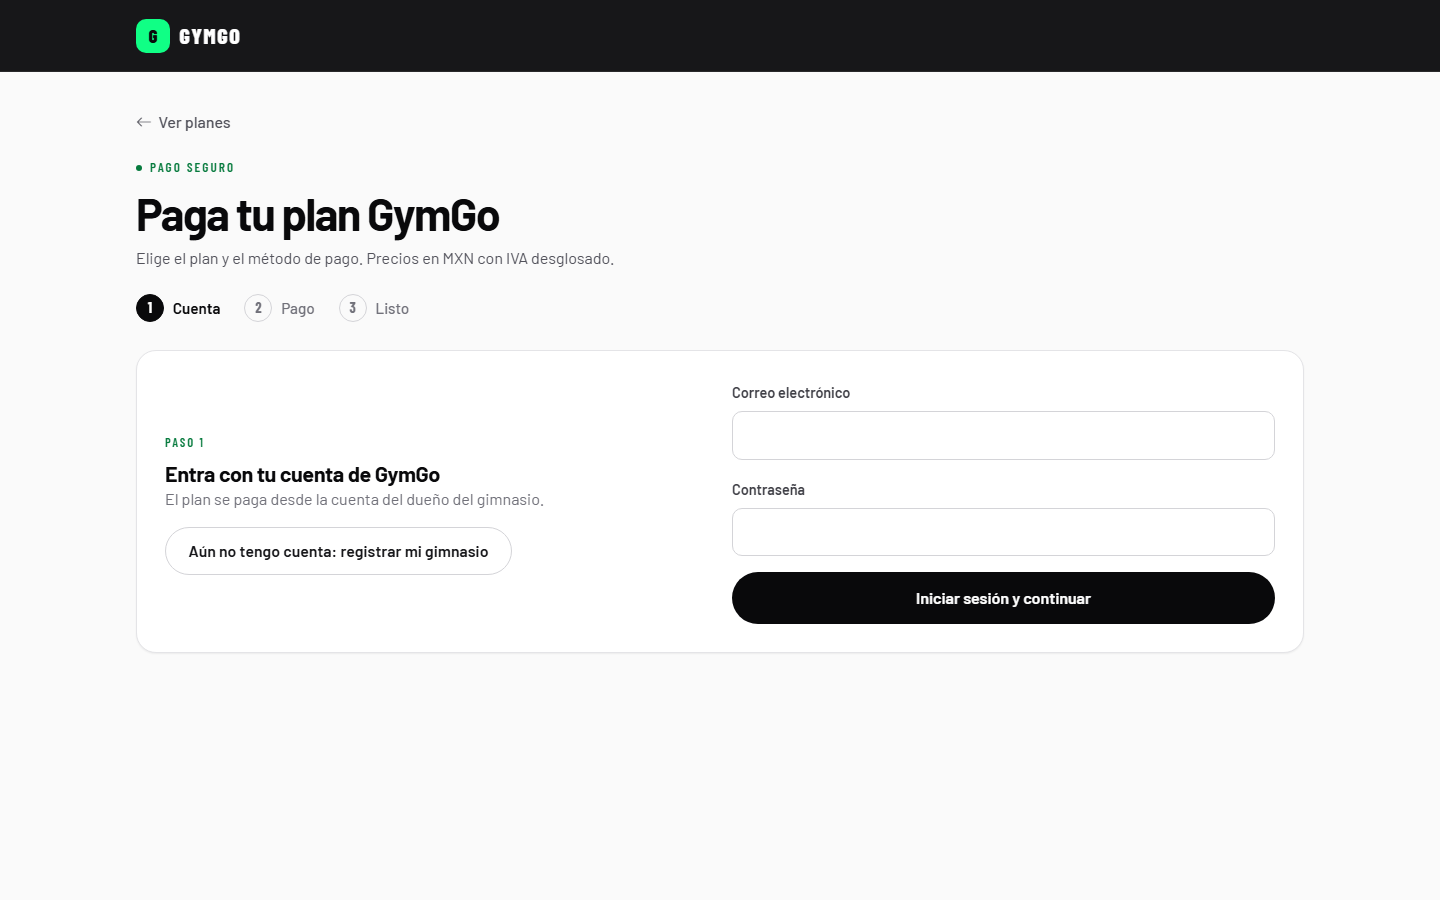 G GYMGO
← Ver planes
• PAGO SEGURO
Paga tu plan GymGo
Elige el plan y el método de pago. Precios en MXN con IVA desglosado.
1 Cuenta 2 Pago 3 Listo
PASO 1
Entra con tu cuenta de GymGo
El plan se paga desde la cuenta del dueño del gimnasio.
Aún no tengo cuenta: registrar mi gimnasio
Correo electrónico
Contraseña
Iniciar sesión y continuar